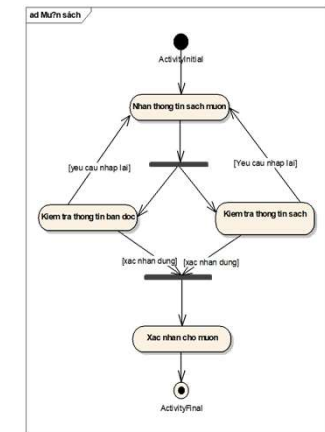 ad Mu?n sách
ActivityInitial
Nhan thong tin sach muon
[yeu cau nhap lai]
[Yeu cau nhap lai]
Kiem tra thong tin ban doc
Kiem tra thong tin sach
[xac nhan dung]
[xac nhan dung]
Xac nhan cho muon
ActivityFinal